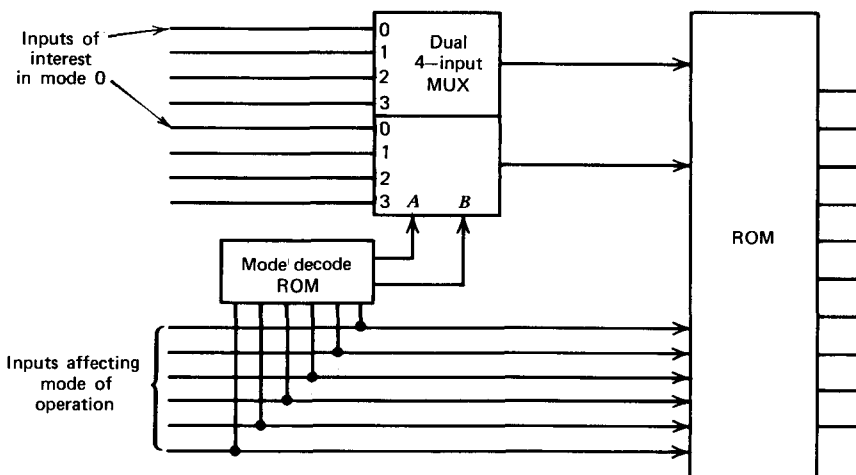 Inputs of
interest
in mode 0
0
1
2
3
0
1
2
3
Dual
4-input
MUX
A
B
Mode decode
ROM
ROM
Inputs affecting
mode of
operation